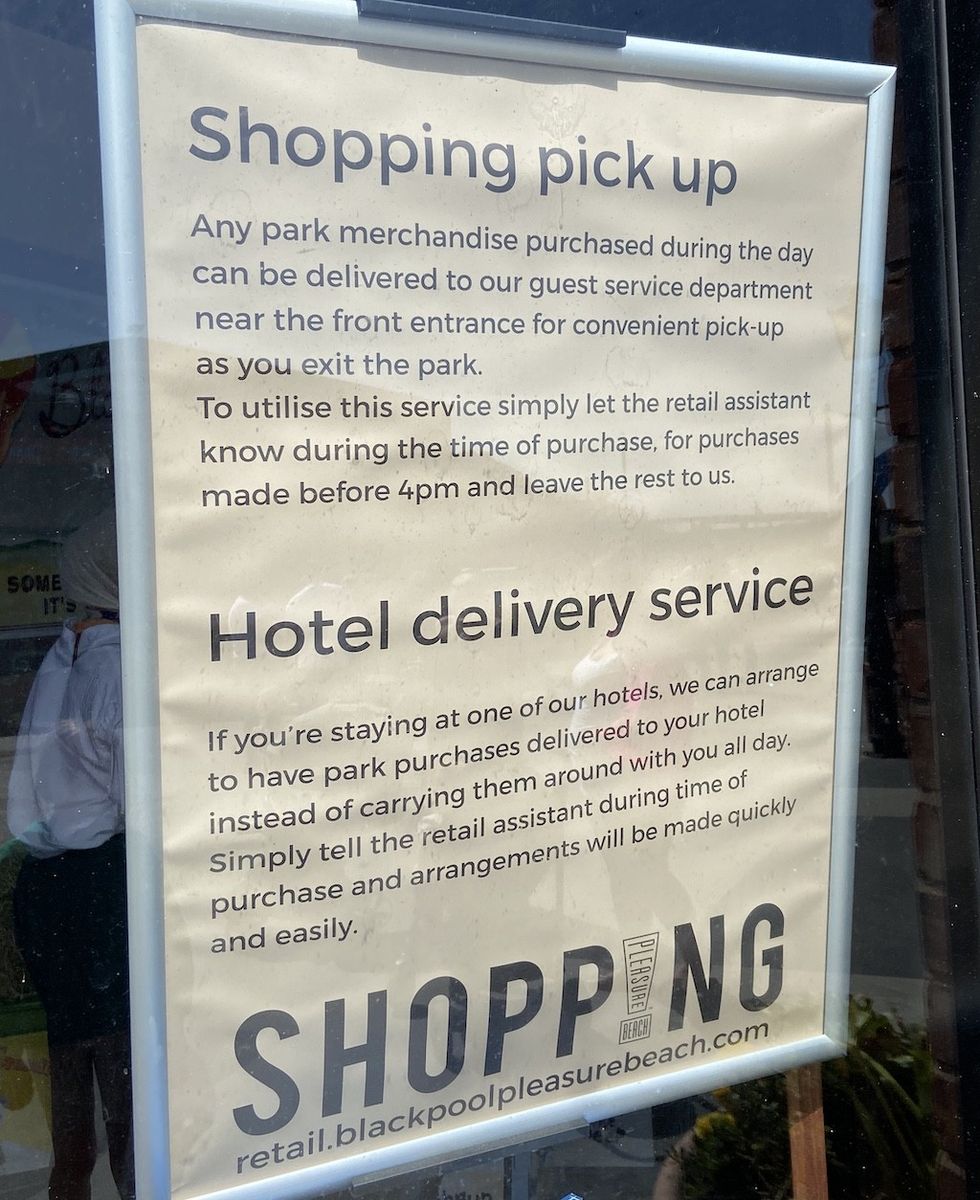 Shopping pick up
Any park merchandise purchased during the day
can be delivered to our guest service department
near the front entrance for convenient pick-up
as you exit the park.
To utilise this service simply let the retail assistant
know during the time of purchase, for purchases
made before 4pm and leave the rest to us.
Hotel delivery service
If you're staying at one of our hotels, we can arrange
to have park purchases delivered to your hotel
instead of carrying them around with you all day.
Simply tell the retail assistant during time of
purchase and arrangements will be made quickly
and easily.
SHOPP!NG
PLEASURE
BEACH
retail.blackpoolpleasurebeach.com
SOME
IT'S